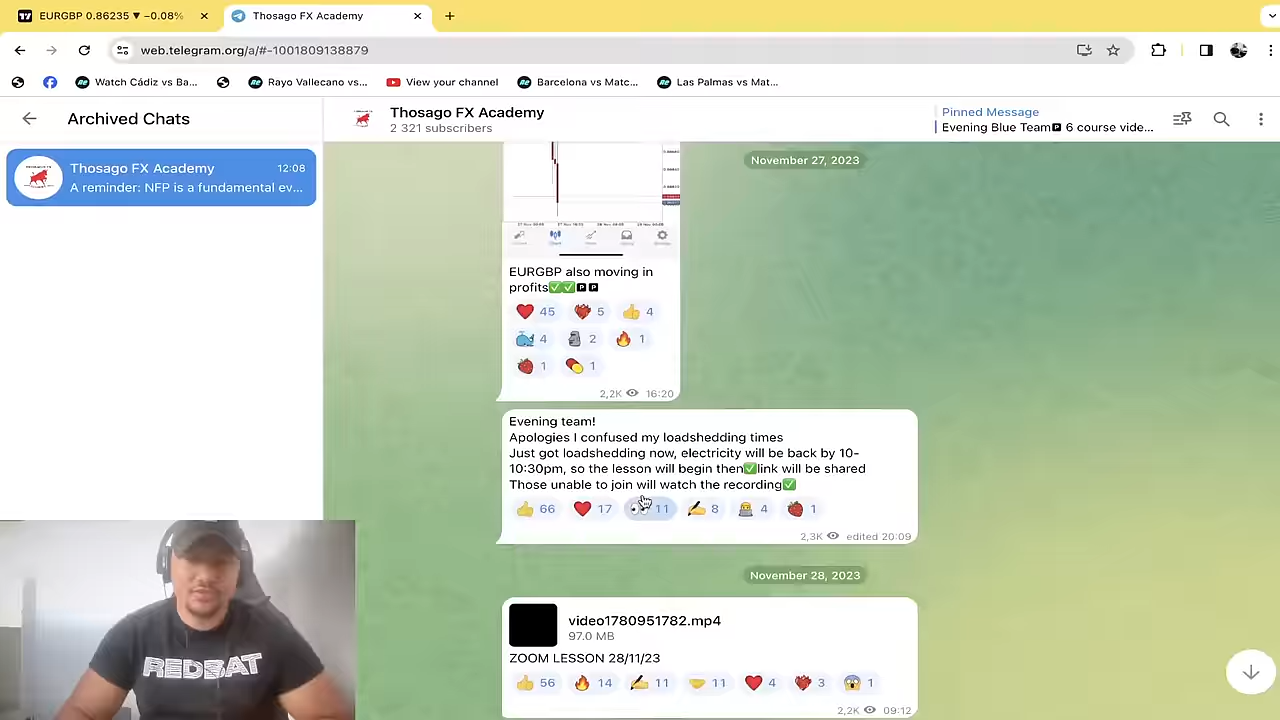 EURGBP 0.86235 ▼ −0.08%
Thosago FX Academy
web.telegram.org/a/#-1001809138879
Watch Cádiz vs Ba...
Rayo Vallecano vs...
View your channel
Barcelona vs Matc...
Las Palmas vs Mat...
Archived Chats
Thosago FX Academy
2 321 subscribers
Pinned Message
Evening Blue Team🅿 6 course vide...
Thosago FX Academy
12:08
A reminder: NFP is a fundamental ev...
November 27, 2023
EURGBP also moving in
profits✅✅🅿🅿
45 5 4
4 2 1
1 1
2,2K 16:20
Evening team!
Apologies I confused my loadshedding times
Just got loadshedding now, electricity will be back by 10-
10:30pm, so the lesson will begin then✅link will be shared
Those unable to join will watch the recording✅
66 17 11 8 4 1
2,3K edited 20:09
November 28, 2023
video1780951782.mp4
97.0 MB
ZOOM LESSON 28/11/23
56 14 11 11 4 3 1
2,2K 09:12
REDBAT